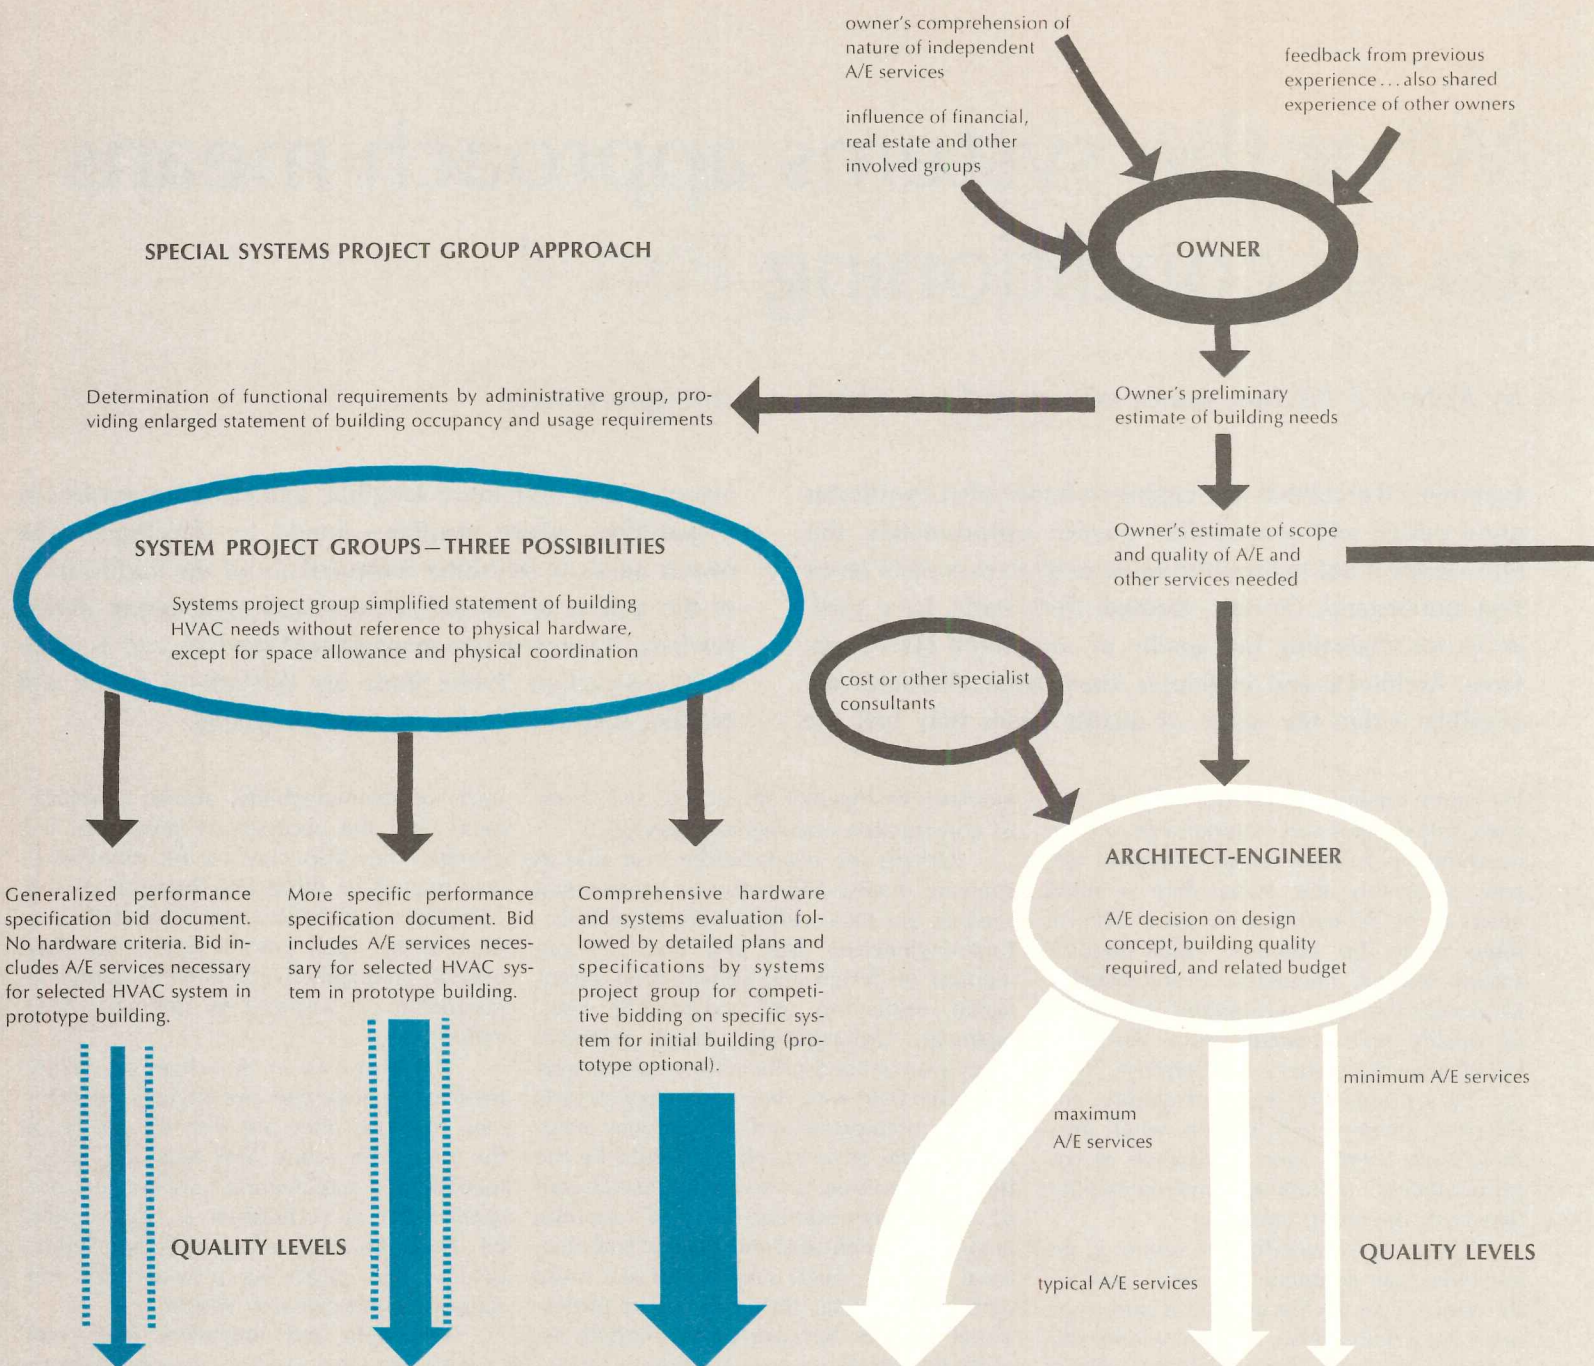 owner's comprehension of
nature of independent
A/E services
influence of financial,
real estate and other
involved groups
feedback from previous
experience...also shared
experience of other owners
OWNER
SPECIAL SYSTEMS PROJECT GROUP APPROACH
Determination of functional requirements by administrative group, pro-
viding enlarged statement of building occupancy and usage requirements
Owner's preliminary
estimate of building needs
SYSTEM PROJECT GROUPS—THREE POSSIBILITIES
Systems project group simplified statement of building
HVAC needs without reference to physical hardware,
except for space allowance and physical coordination
Owner's estimate of scope
and quality of A/E and
other services needed
cost or other specialist
consultants
ARCHITECT-ENGINEER
A/E decision on design
concept, building quality
required, and related budget
Generalized performance
specification bid document.
No hardware criteria. Bid in-
cludes A/E services necessary
for selected HVAC system in
prototype building.
More specific performance
specification document. Bid
includes A/E services neces-
sary for selected HVAC sys-
tem in prototype building.
Comprehensive hardware
and systems evaluation fol-
lowed by detailed plans and
specifications by systems
project group for competi-
tive bidding on specific sys-
tem for initial building (pro-
totype optional).
minimum A/E services
maximum
A/E services
typical A/E services
QUALITY LEVELS
QUALITY LEVELS